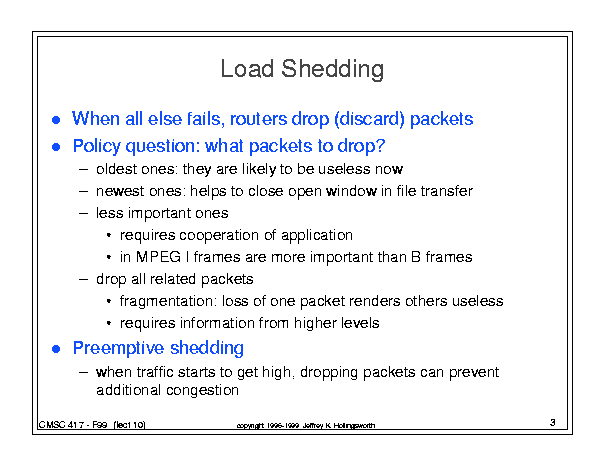 Load Shedding
● When all else fails, routers drop (discard) packets
● Policy question: what packets to drop?
– oldest ones: they are likely to be useless now
– newest ones: helps to close open window in file transfer
– less important ones
• requires cooperation of application
• in MPEG I frames are more important than B frames
– drop all related packets
• fragmentation: loss of one packet renders others useless
• requires information from higher levels
● Preemptive shedding
– when traffic starts to get high, dropping packets can prevent
additional congestion
CMSC 417 - F99 (lect 10)
copyright 1996-1999 Jeffrey K. Hollingsworth
3